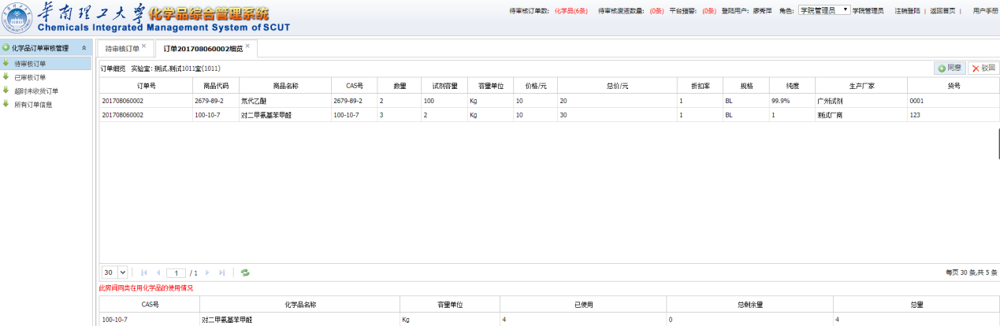 华南理工大学 化学品综合管理系统
Chemicals Integrated Management System of SCUT
待审核订单数: 化学品(6条) 待审核废液数量: (0条) 平台预警: (0条) 登陆用户: 廖秀萍 角色: 学院管理员 学院管理员 注销登陆 | 返回首页 | 用户手册
化学品订单审核管理
待审核订单
已审核订单
超时未收货订单
所有订单信息
待审核订单 订单201708060002细览
订单细览 实验室: 测试,测试1011室(1011) 同意 驳回
订单号 商品代码 商品名称 CAS号 数量 试剂容量 容量单位 价格/元 总价/元 折扣率 规格 纯度 生产厂家 货号
201708060002 2679-89-2 氘代乙醚 2679-89-2 2 100 Kg 10 20 1 BL 99.9% 广州试剂 0001
201708060002 100-10-7 对二甲氨基苯甲醛 100-10-7 3 2 Kg 10 30 1 BL 1 测试厂商 123
30 1 / 1 每页 30 条,共 5 条
此房间同类在用化学品的使用情况
CAS号 化学品名称 容量单位 已使用 总剩余量 总量
100-10-7 对二甲氨基苯甲醛 Kg 4 0 4